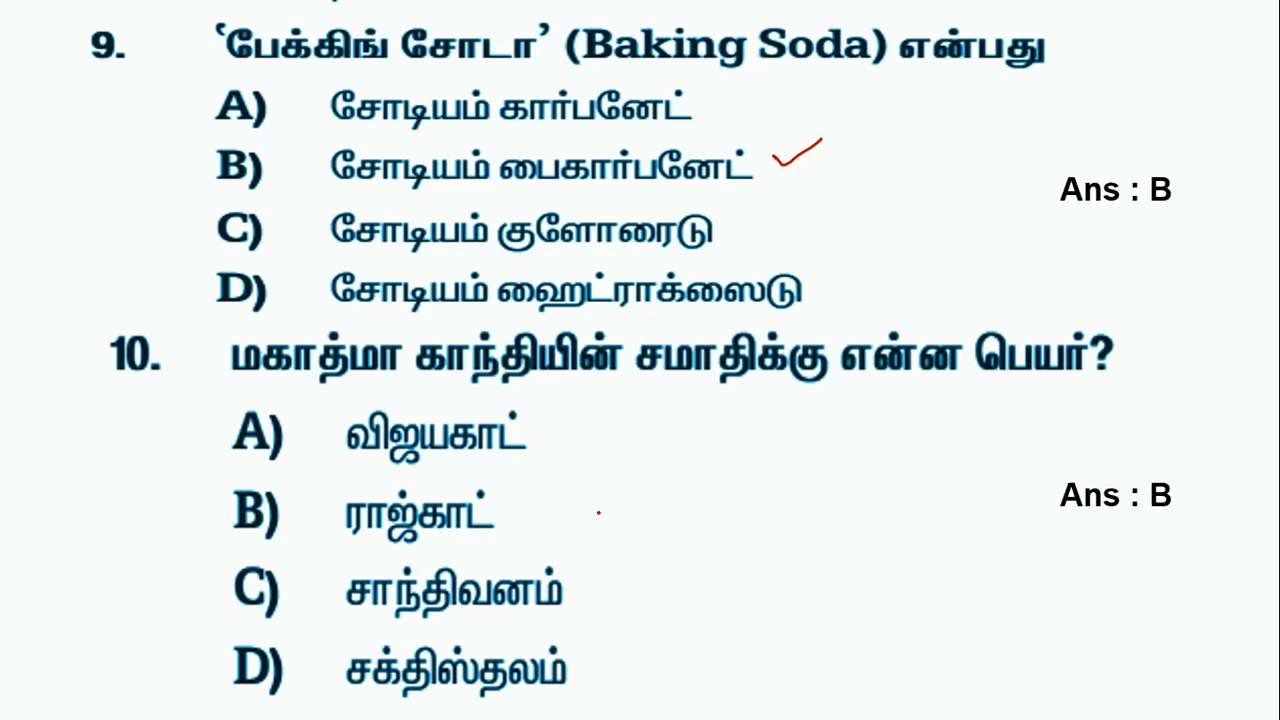 9. ‘பேக்கிங் சோடா’ (Baking Soda) என்பது
A) சோடியம் கார்பனேட்
B) சோடியம் பைகார்பனேட்
Ans : B
C) சோடியம் குளோரைடு
D) சோடியம் ஹைட்ராக்ஸைடு
10. மகாத்மா காந்தியின் சமாதிக்கு என்ன பெயர்?
A) விஜயகாட்
B) ராஜ்காட்
Ans : B
C) சாந்திவனம்
D) சக்திஸ்தலம்